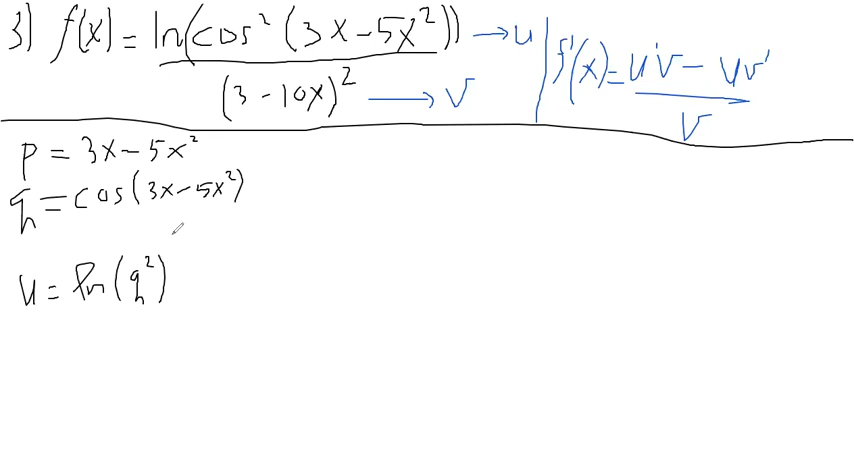 3) f(x) = ln(cos²(3x-5x²)) → u
(3-10x)² → v
f'(x) = u'v - uv'
v
p = 3x - 5x²
q = cos(3x-5x²)
u = ln(q²)